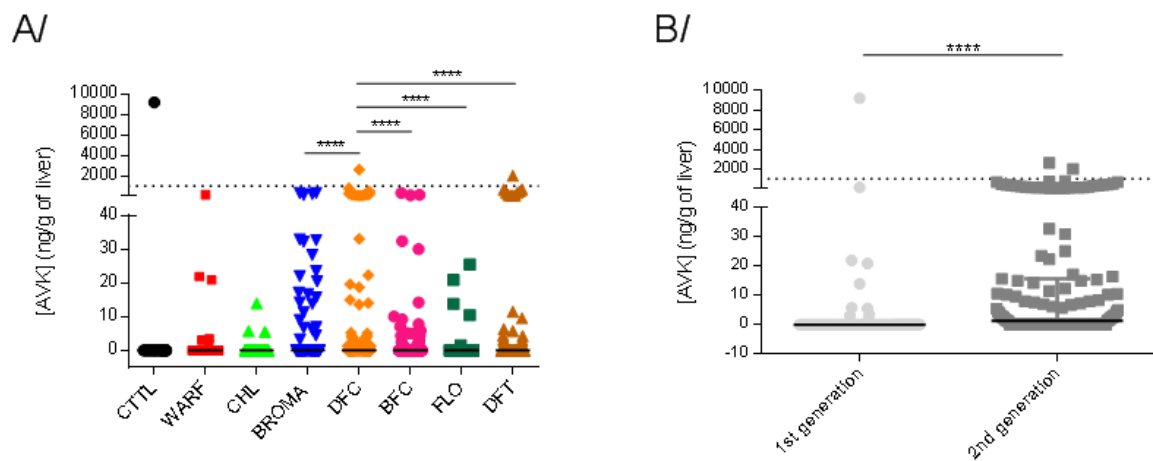 A/
[AVK] (ng/g of liver)
10000
8000
6000
4000
2000
40
30
20
10
0
****
****
****
****
CTTL
WARF
CHL
BROMA
DFC
BFC
FLO
DFT
B/
[AVK] (ng/g of liver)
10000
8000
6000
4000
2000
0
40
30
20
10
0
-10
****
1st generation
2nd generation